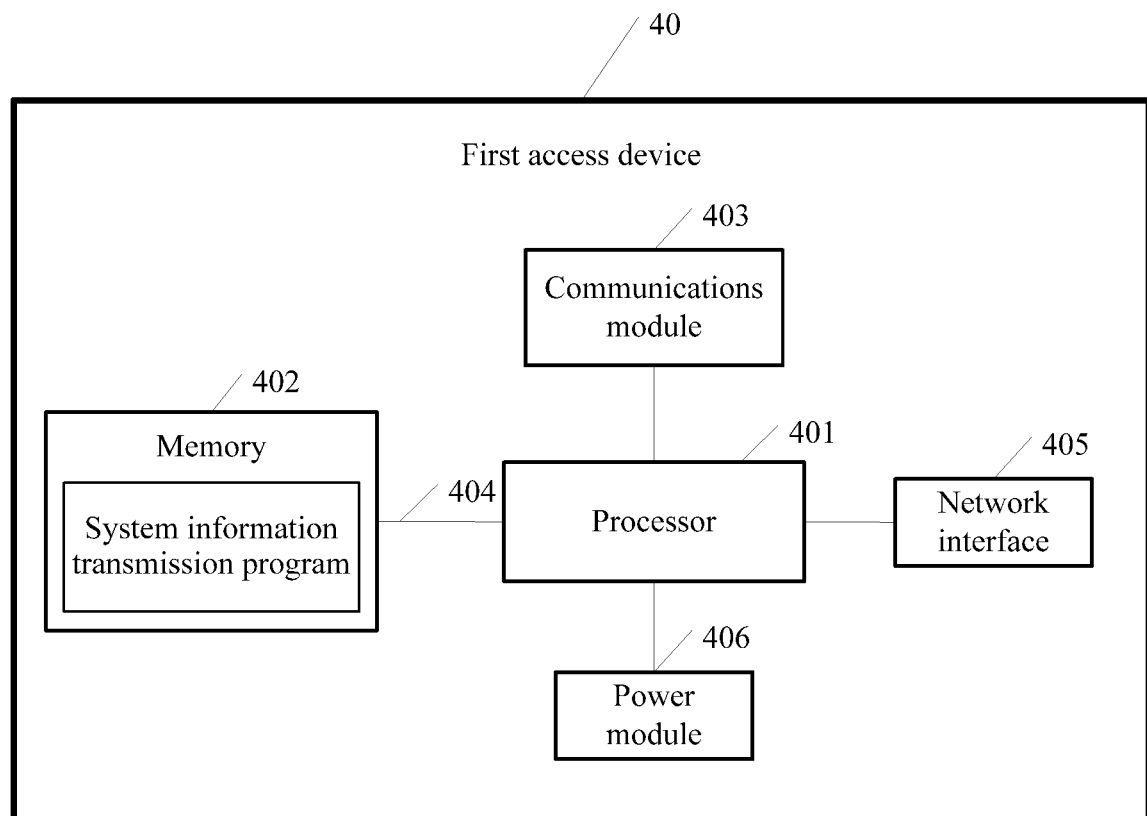 40
First access device
403
Communications
module
402
Memory
401
405
404
System information
transmission program
Processor
Network
interface
406
Power
module